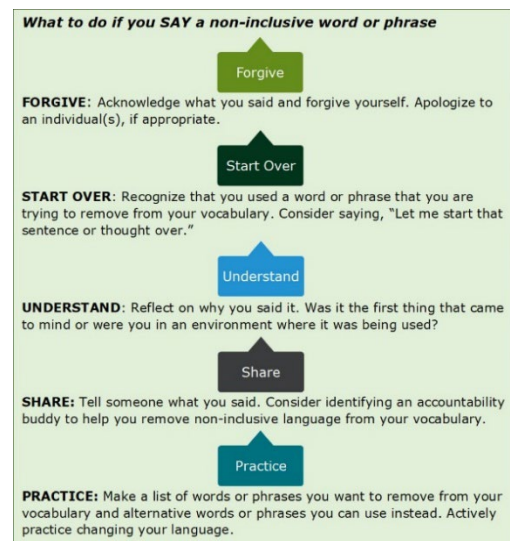 What to do if you SAY a non-inclusive word or phrase
Forgive
FORGIVE: Acknowledge what you said and forgive yourself. Apologize to
an individual(s), if appropriate.
Start Over
START OVER: Recognize that you used a word or phrase that you are
trying to remove from your vocabulary. Consider saying, “Let me start that
sentence or thought over.”
Understand
UNDERSTAND: Reflect on why you said it. Was it the first thing that came
to mind or were you in an environment where it was being used?
Share
SHARE: Tell someone what you said. Consider identifying an accountability
buddy to help you remove non-inclusive language from your vocabulary.
Practice
PRACTICE: Make a list of words or phrases you want to remove from your
vocabulary and alternative words or phrases you can use instead. Actively
practice changing your language.